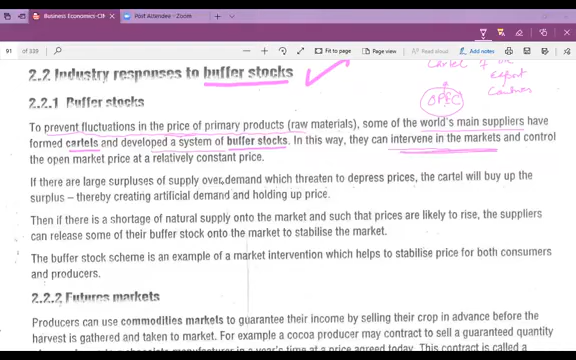 Business Economics-CM
Post Attendee - Zoom
91 of 339
Fit to page
Page view
Read aloud
Add notes
Cartel of
Export
Countries
OPEC
2.2 Industry responses to buffer stocks
2.2.1 Buffer stocks
To prevent fluctuations in the price of primary products (raw materials), some of the world's main suppliers have
formed cartels and developed a system of buffer stocks. In this way, they can intervene in the markets and control
the open market price at a relatively constant price.
If there are large surpluses of supply over demand which threaten to depress prices, the cartel will buy up the
surplus – thereby creating artificial demand and holding up price.
Then if there is a shortage of natural supply onto the market and such that prices are likely to rise, the suppliers
can release some of their buffer stock onto the market to stabilise the market.
The buffer stock scheme is an example of a market intervention which helps to stabilise price for both consumers
and producers.
2.2.2 Futures markets
Producers can use commodities markets to guarantee their income by selling their crop in advance before the
harvest is gathered and taken to market. For example a cocoa producer may contract to sell a guaranteed quantity
in a year's time at a price agreed today. This contract is called a